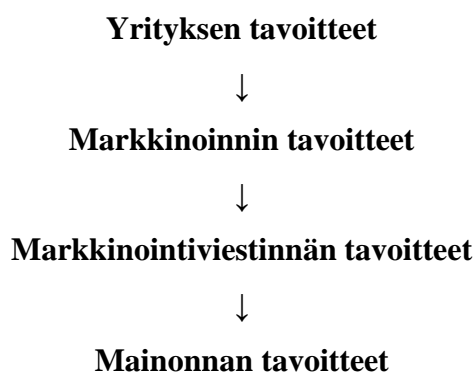 Yrityksen tavoitteet
↓
Markkinoinnin tavoitteet
↓
Markkinointiviestinnän tavoitteet
↓
Mainonnan tavoitteet